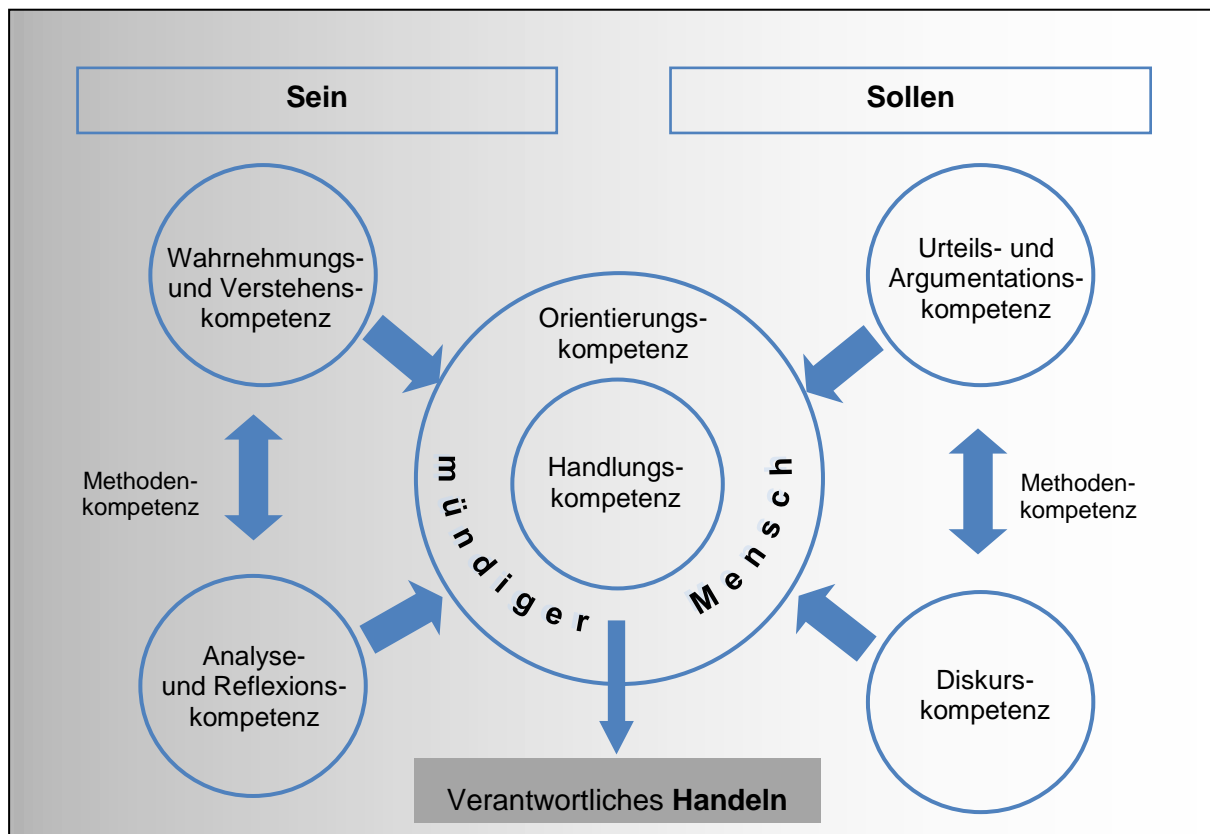 Sein
Sollen
Wahrnehmungs-
und Verstehens-
kompetenz
Urteils- und
Argumentations-
kompetenz
Orientierungs-
kompetenz
Handlungs-
kompetenz
mündiger Mensch
Methoden-
kompetenz
Methoden-
kompetenz
Analyse-
und Reflexions-
kompetenz
Diskurs-
kompetenz
Verantwortliches Handeln